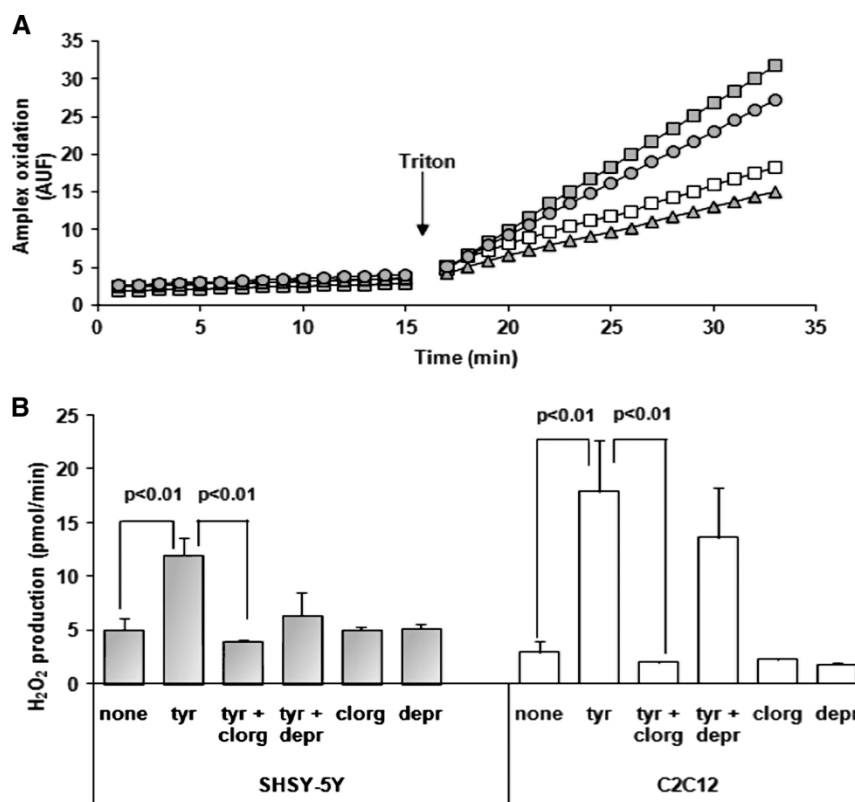 A
Amplex oxidation
(AUF)
35
30
25
20
15
10
5
0
Triton
0 5 10 15 20 25 30 35
Time (min)
B
H₂O₂ production (pmol/min)
25
20
15
10
5
0
p<0.01 p<0.01
p<0.01 p<0.01
none tyr tyr + clorg tyr + depr clorg depr
none tyr tyr + clorg tyr + depr clorg depr
SHSY-5Y C2C12